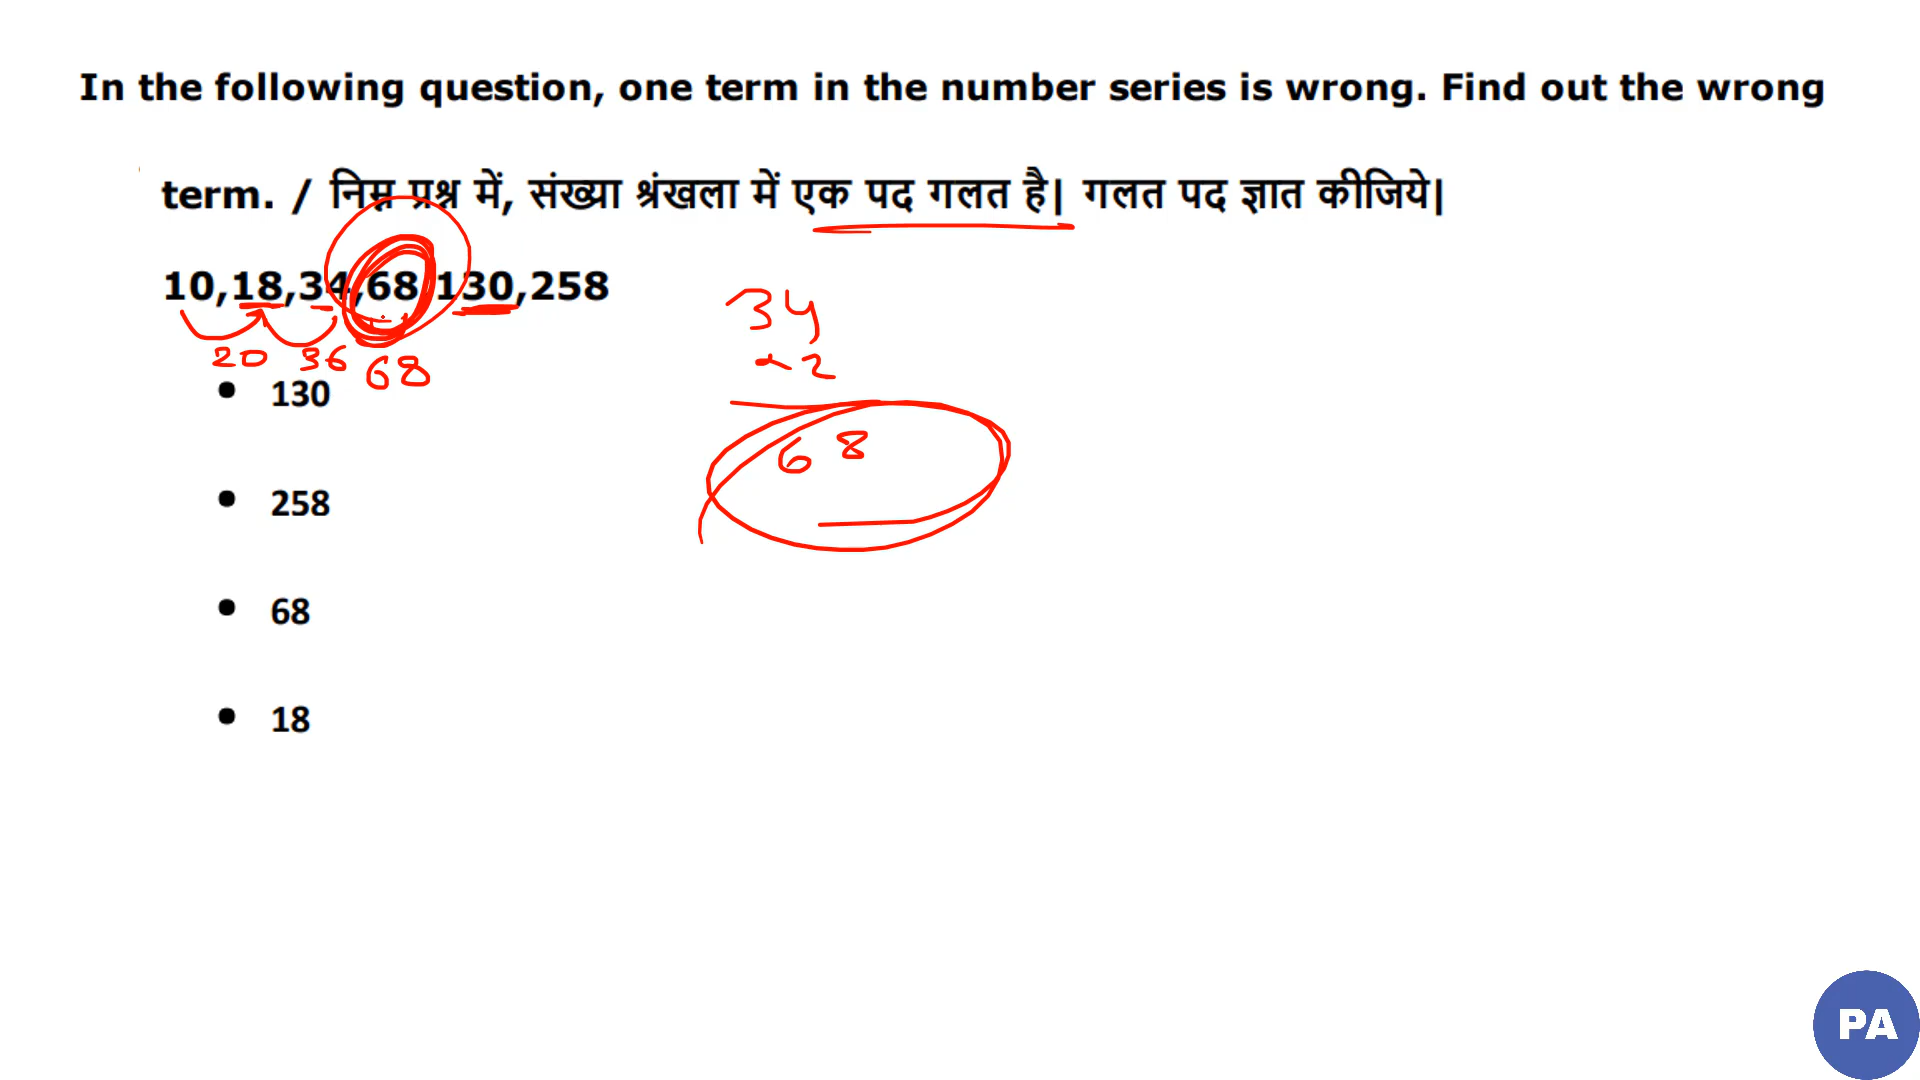 In the following question, one term in the number series is wrong. Find out the wrong
term. / निम्न प्रश्न में, संख्या श्रंखला में एक पद गलत है| गलत पद ज्ञात कीजिये|
10,18,34,68,130,258
20 36 68
34
×2
68
130
258
68
18
PA